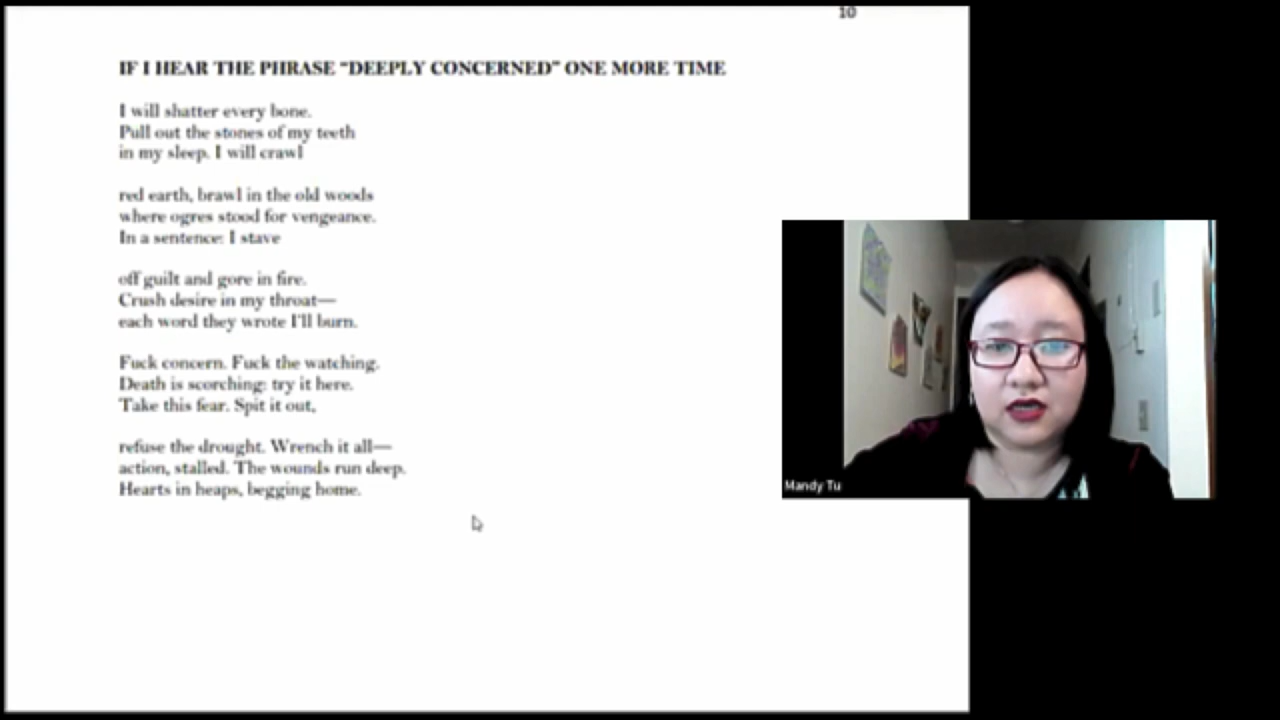 10
IF I HEAR THE PHRASE “DEEPLY CONCERNED” ONE MORE TIME
I will shatter every bone.
Pull out the stones of my teeth
in my sleep. I will crawl
red earth, brawl in the old woods
where ogres stood for vengeance.
In a sentence: I stave
off guilt and gore in fire.
Crush desire in my throat—
each word they wrote I’ll burn.
Fuck concern. Fuck the watching.
Death is scorching: try it here.
Take this fear. Spit it out,
refuse the drought. Wrench it all—
action, stalled. The wounds run deep.
Hearts in heaps, begging home.
Mandy Tu